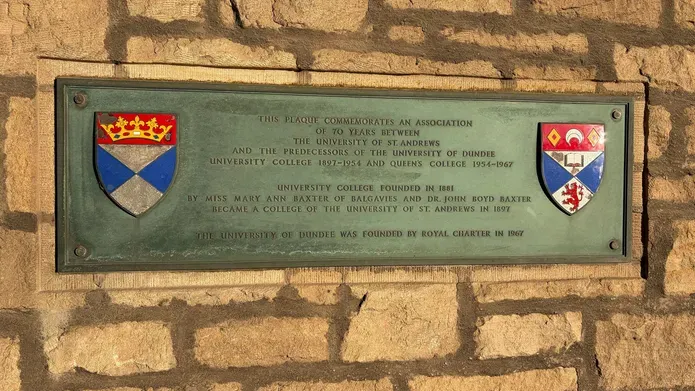 THIS PLAQUE COMMEMORATES AN ASSOCIATION
OF 70 YEARS BETWEEN
THE UNIVERSITY OF ST. ANDREWS
AND THE PREDECESSORS OF THE UNIVERSITY OF DUNDEE
UNIVERSITY COLLEGE 1897-1954 AND QUEENS COLLEGE 1954-1967
UNIVERSITY COLLEGE FOUNDED IN 1881
BY MISS MARY ANN BAXTER OF BALGAVIES AND DR. JOHN BOYD BAXTER
BECAME A COLLEGE OF THE UNIVERSITY OF ST. ANDREWS IN 1897
THE UNIVERSITY OF DUNDEE WAS FOUNDED BY ROYAL CHARTER IN 1967